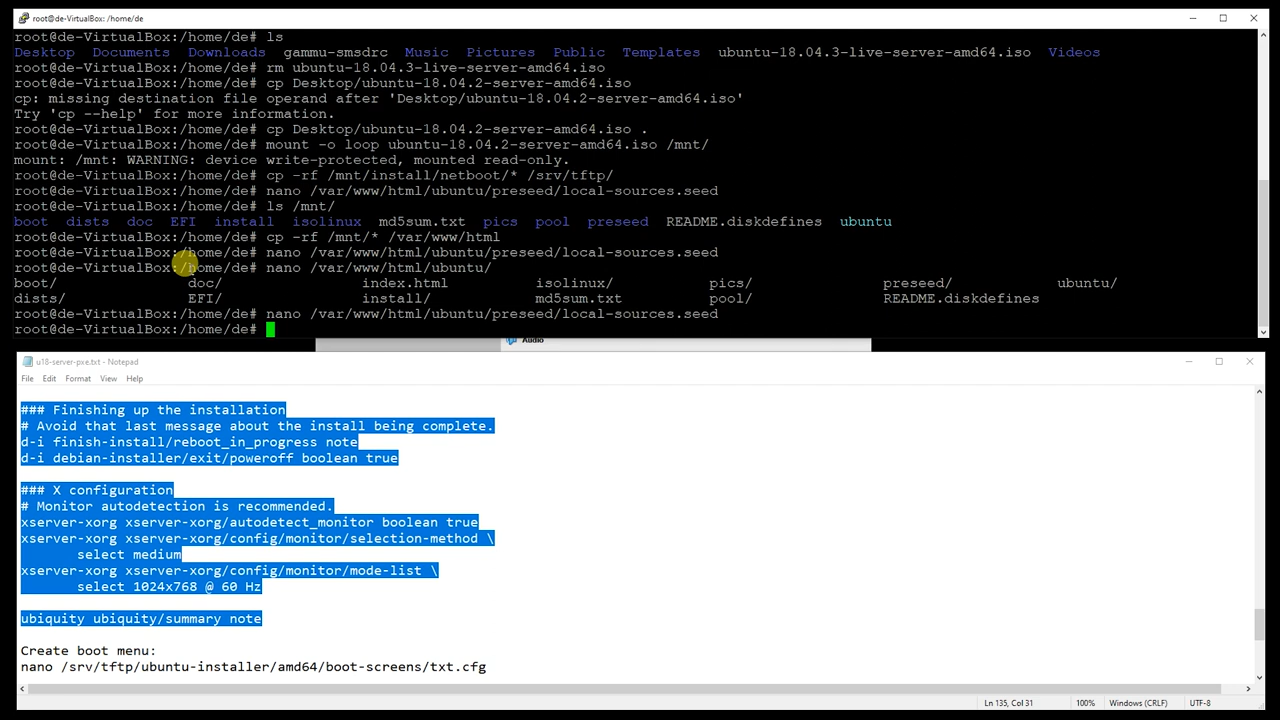 root@de-VirtualBox: /home/de
root@de-VirtualBox:/home/de# ls
Desktop Documents Downloads gammu-smsdrc Music Pictures Public Templates ubuntu-18.04.3-live-server-amd64.iso Videos
root@de-VirtualBox:/home/de# rm ubuntu-18.04.3-live-server-amd64.iso
root@de-VirtualBox:/home/de# cp Desktop/ubuntu-18.04.2-server-amd64.iso
cp: missing destination file operand after 'Desktop/ubuntu-18.04.2-server-amd64.iso'
Try 'cp --help' for more information.
root@de-VirtualBox:/home/de# cp Desktop/ubuntu-18.04.2-server-amd64.iso .
root@de-VirtualBox:/home/de# mount -o loop ubuntu-18.04.2-server-amd64.iso /mnt/
mount: /mnt: WARNING: device write-protected, mounted read-only.
root@de-VirtualBox:/home/de# cp -rf /mnt/install/netboot/* /srv/tftp/
root@de-VirtualBox:/home/de# nano /var/www/html/ubuntu/preseed/local-sources.seed
root@de-VirtualBox:/home/de# ls /mnt/
boot dists doc EFI install isolinux md5sum.txt pics pool preseed README.diskdefines ubuntu
root@de-VirtualBox:/home/de# cp -rf /mnt/* /var/www/html
root@de-VirtualBox:/home/de# nano /var/www/html/ubuntu/preseed/local-sources.seed
root@de-VirtualBox:/home/de# nano /var/www/html/ubuntu/
boot/ doc/ index.html isolinux/ pics/ preseed/ ubuntu/
dists/ EFI/ install/ md5sum.txt pool/ README.diskdefines
root@de-VirtualBox:/home/de# nano /var/www/html/ubuntu/preseed/local-sources.seed
root@de-VirtualBox:/home/de#
Audio
u18-server-pxe.txt - Notepad
File Edit Format View Help
### Finishing up the installation
# Avoid that last message about the install being complete.
d-i finish-install/reboot_in_progress note
d-i debian-installer/exit/poweroff boolean true
### X configuration
# Monitor autodetection is recommended.
xserver-xorg xserver-xorg/autodetect_monitor boolean true
xserver-xorg xserver-xorg/config/monitor/selection-method \
select medium
xserver-xorg xserver-xorg/config/monitor/mode-list \
select 1024x768 @ 60 Hz
ubiquity ubiquity/summary note
Create boot menu:
nano /srv/tftp/ubuntu-installer/amd64/boot-screens/txt.cfg
Ln 135, Col 31 100% Windows (CRLF) UTF-8